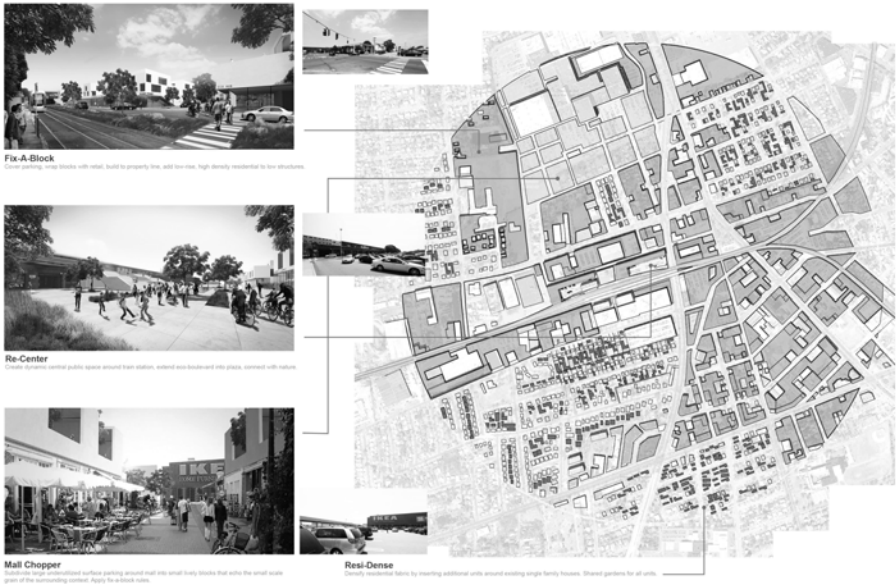 Fix-A-Block
Cover parking, wrap blocks with retail, build to property line, add low-rise, high density residential to low structures.
Re-Center
Create dynamic central public space around train station, extend eco-boulevard into plaza, connect with nature.
IKE
Mall Chopper
Subdivide large underutilized surface parking around mall into small lively blocks that echo the small scale
grain of the surrounding context. Apply fix-a-block rules.
IKEA
Resi-Dense
Densify residential fabric by inserting additional units around existing single family houses. Shared gardens for all units.